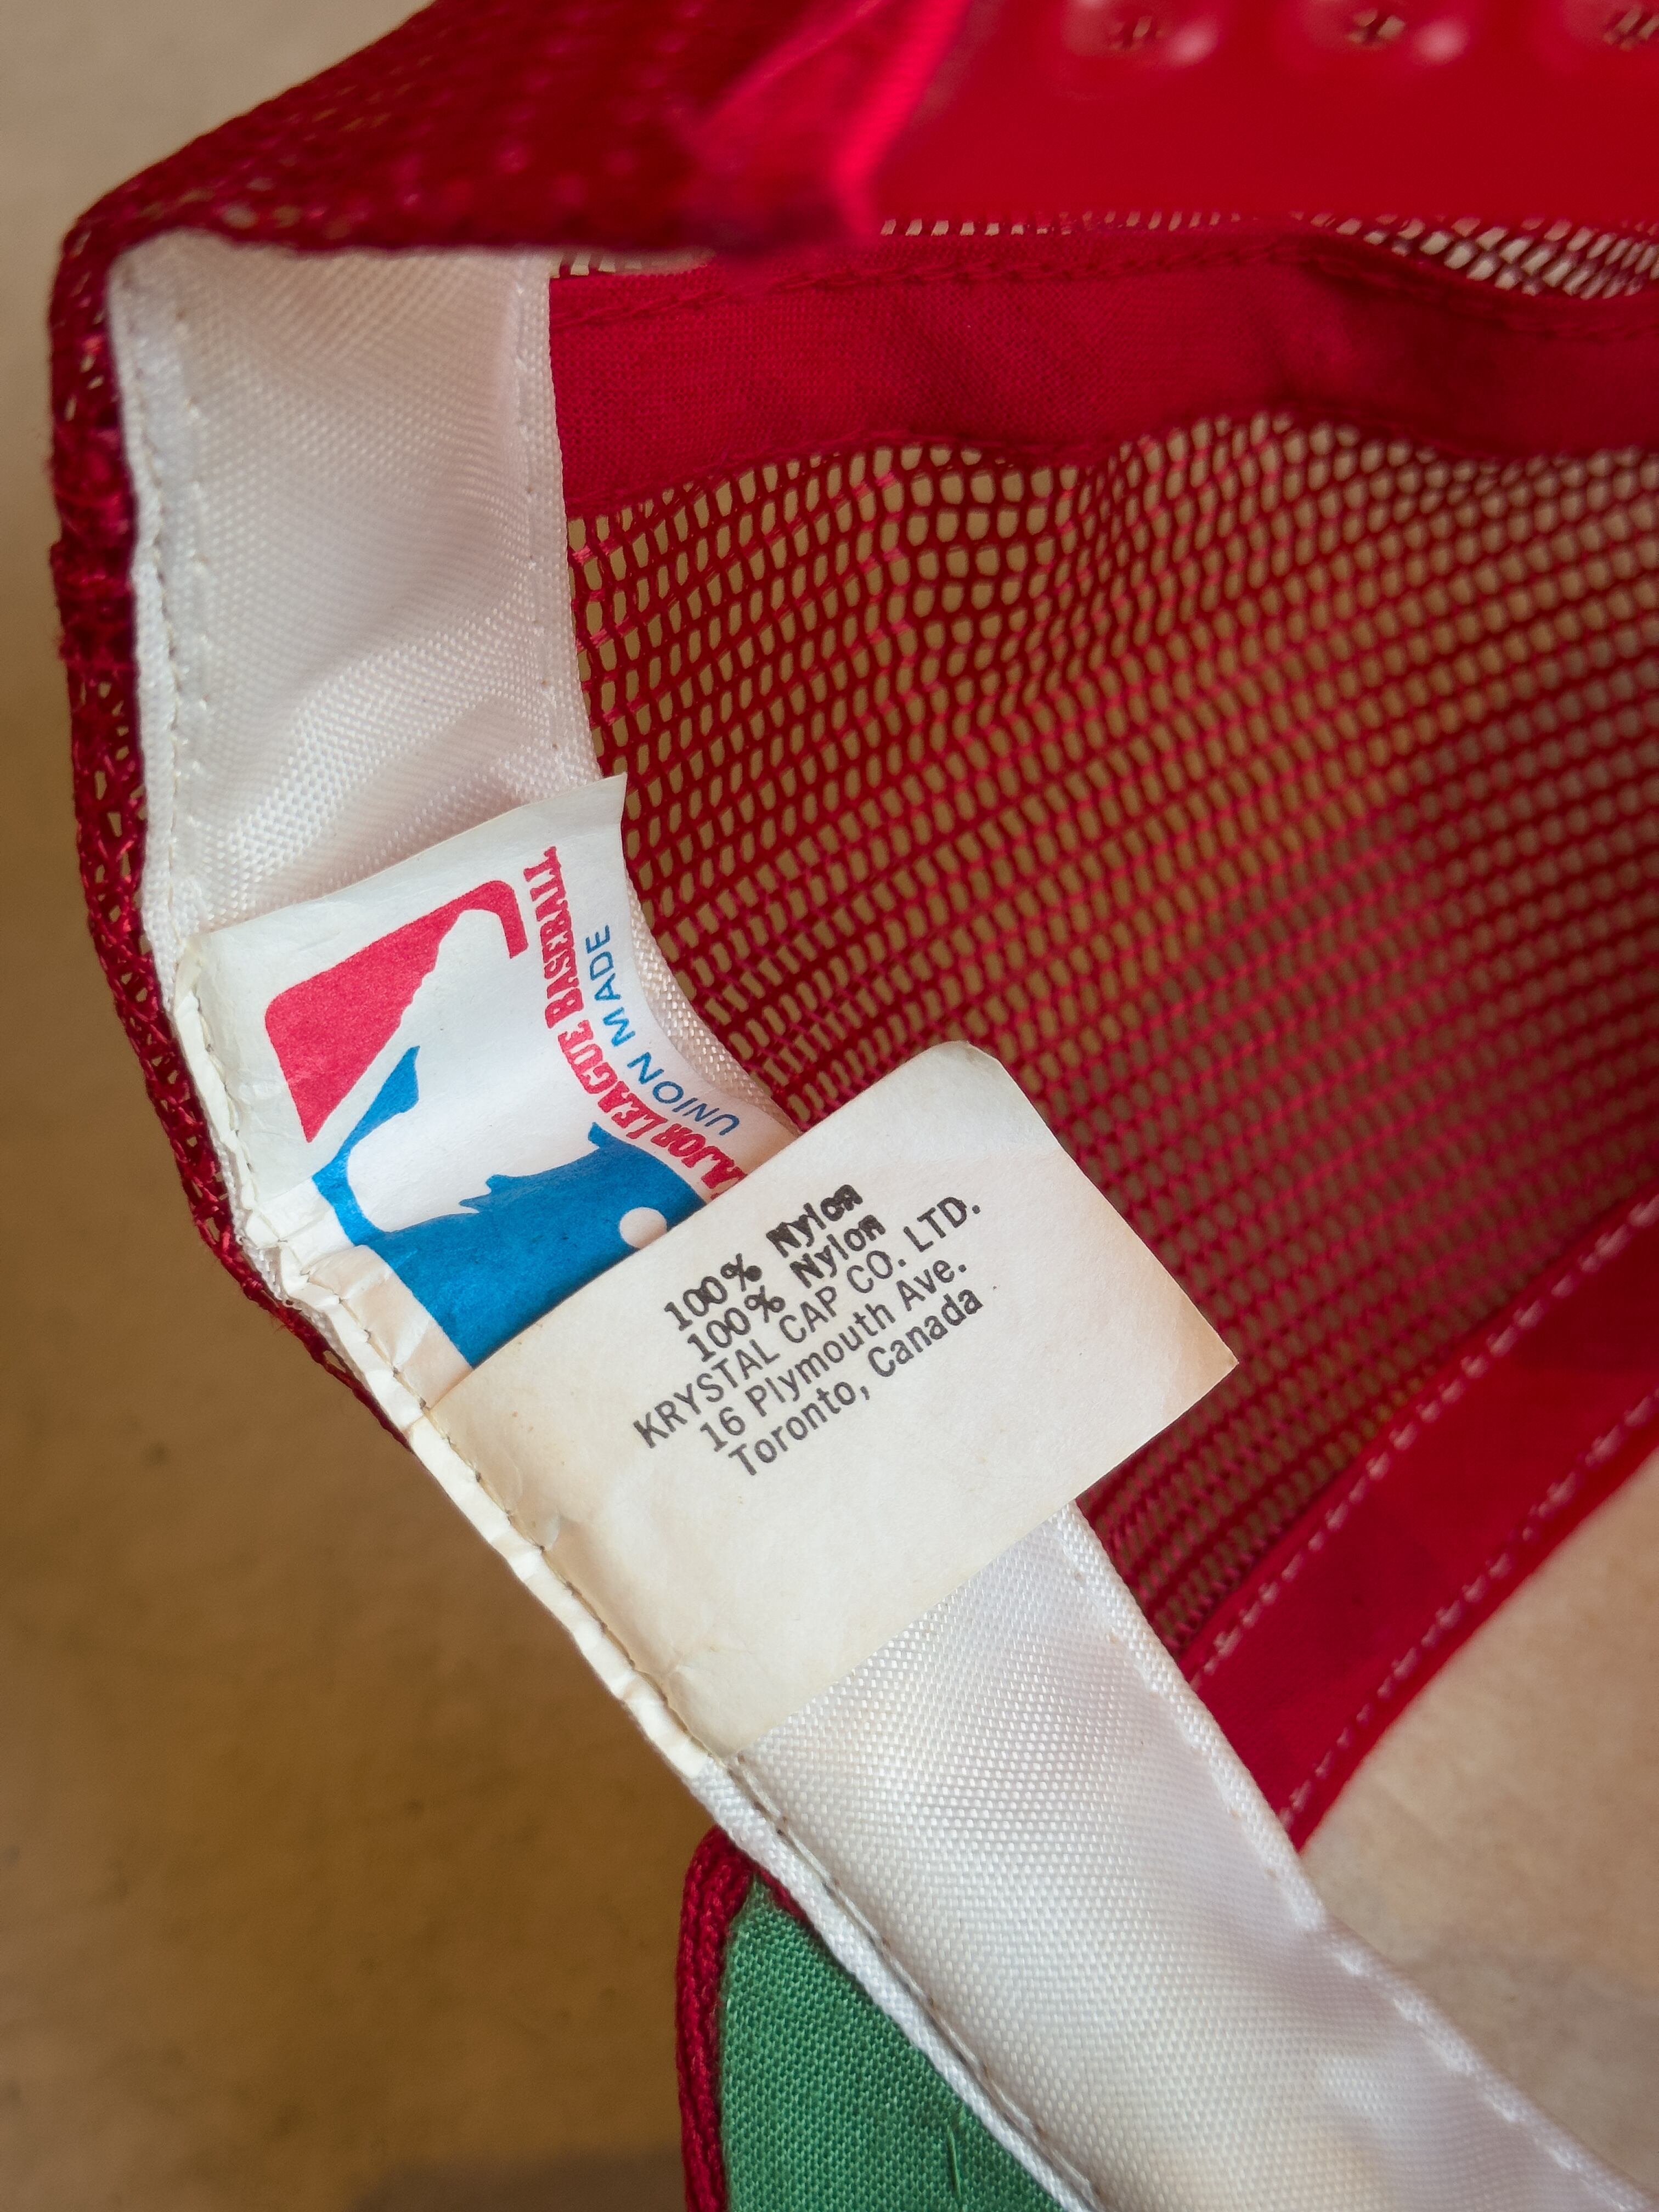 MAJOR LEAGUE BASEBALL
UNION MADE
100% Nylon
100% Nylon
KRYSTAL CAP CO. LTD.
16 Plymouth Ave.
Toronto, Canada